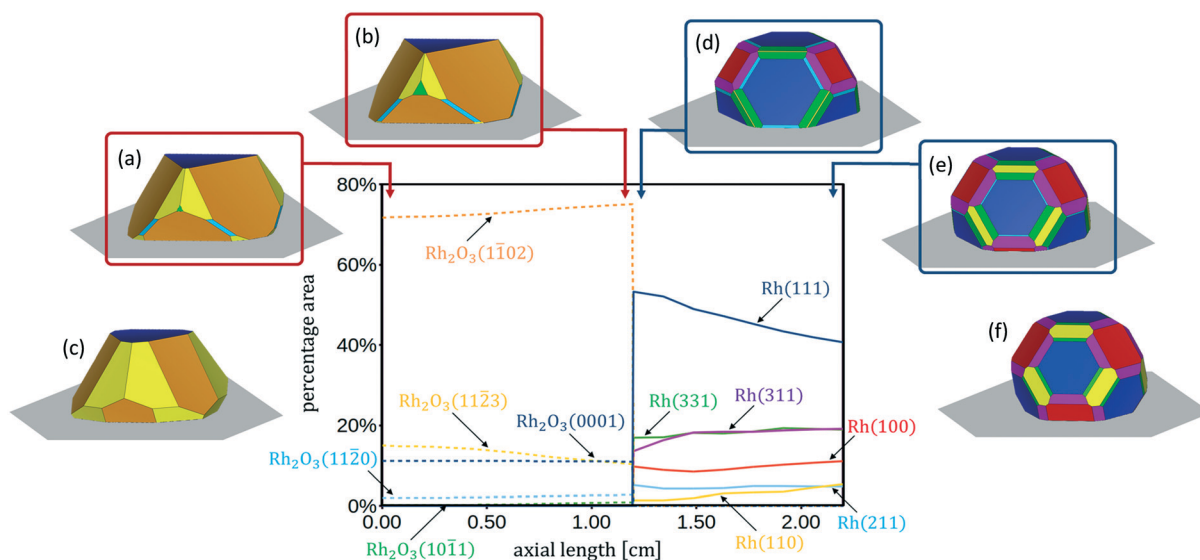 (b)
(d)
(a)
(e)
(c)
(f)
80%
60%
40%
20%
0%
percentage area
Rh₂O₃(11̅02)
Rh(111)
Rh₂O₃(112̅3)
Rh₂O₃(0001)
Rh(331)
Rh(311)
Rh(100)
Rh₂O₃(112̅0)
Rh₂O₃(101̅1)
Rh(110)
Rh(211)
0.00
0.50
1.00
1.50
2.00
axial length [cm]